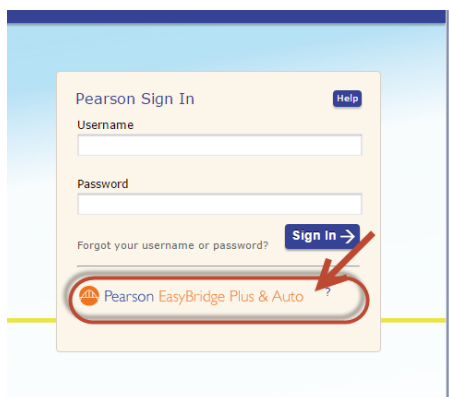 Pearson Sign In
Help
Username
Password
Forgot your username or password?
Sign In
Pearson EasyBridge Plus & Auto ?